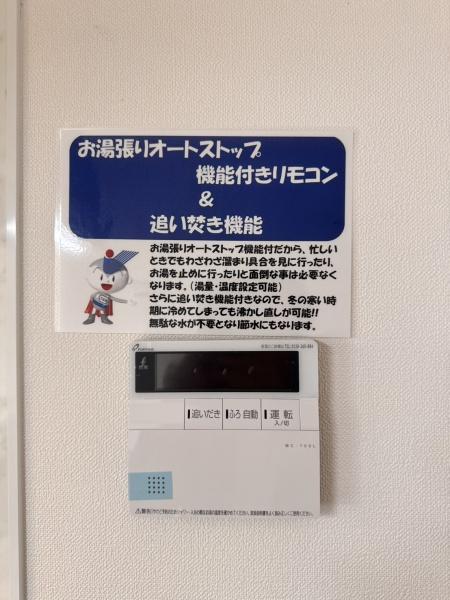 お湯張りオートストップ
機能付きリモコン
&
追い焚き機能
お湯張りオートストップ機能付だから、忙しい
ときでもわざわざ溜まり具合を見に行ったり、
お湯を止めに行ったりと面倒な事は必要なく
なります。(湯量・温度設定可能)
さらに追い焚き機能付きなので、冬の寒い時
期に冷めてしまっても沸かし直しが可能!!
無駄な水が不要となり節水にもなります。
追いだき
ふろ 自動
運転
入/切